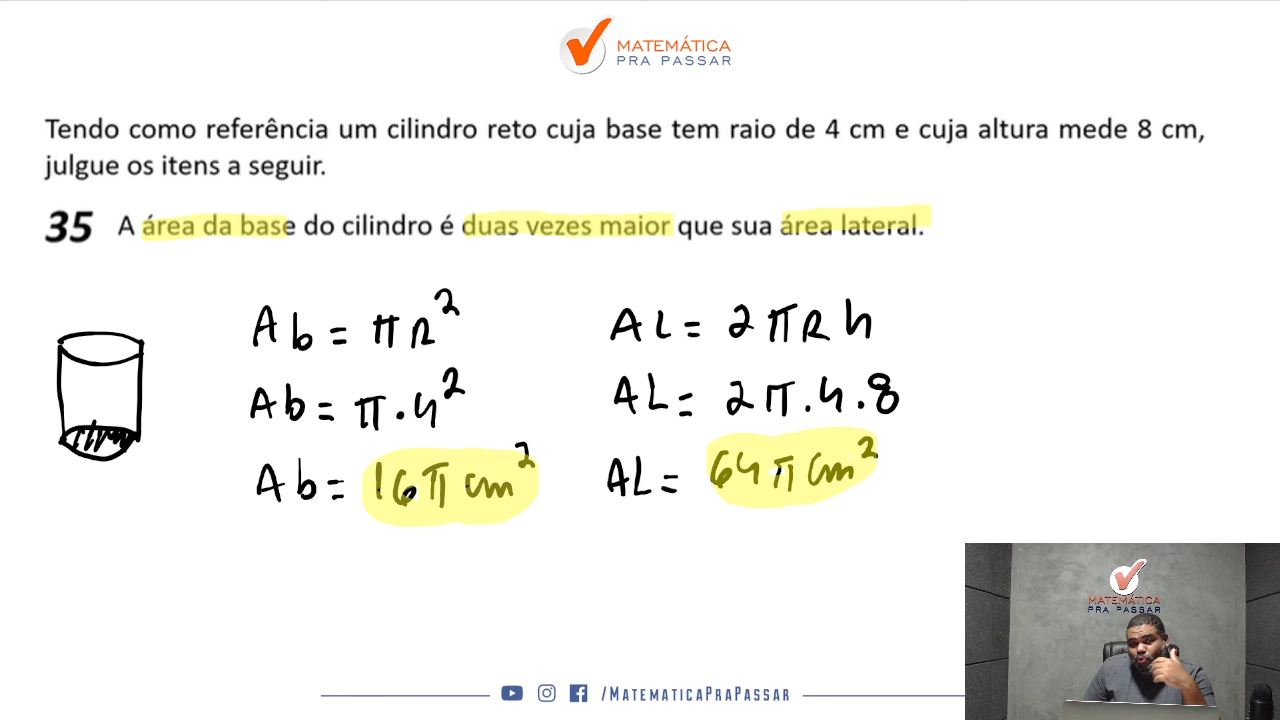 MATEMÁTICA
PRA PASSAR
Tendo como referência um cilindro reto cuja base tem raio de 4 cm e cuja altura mede 8 cm,
julgue os itens a seguir.
35 A área da base do cilindro é duas vezes maior que sua área lateral.
Ab = πR²
AL = 2πRh
Ab = π.4²
AL = 2π.4.8
Ab = 16π cm²
AL = 64π cm²
MATEMÁTICA
PRA PASSAR
/MATEMATICAPRAPASSAR